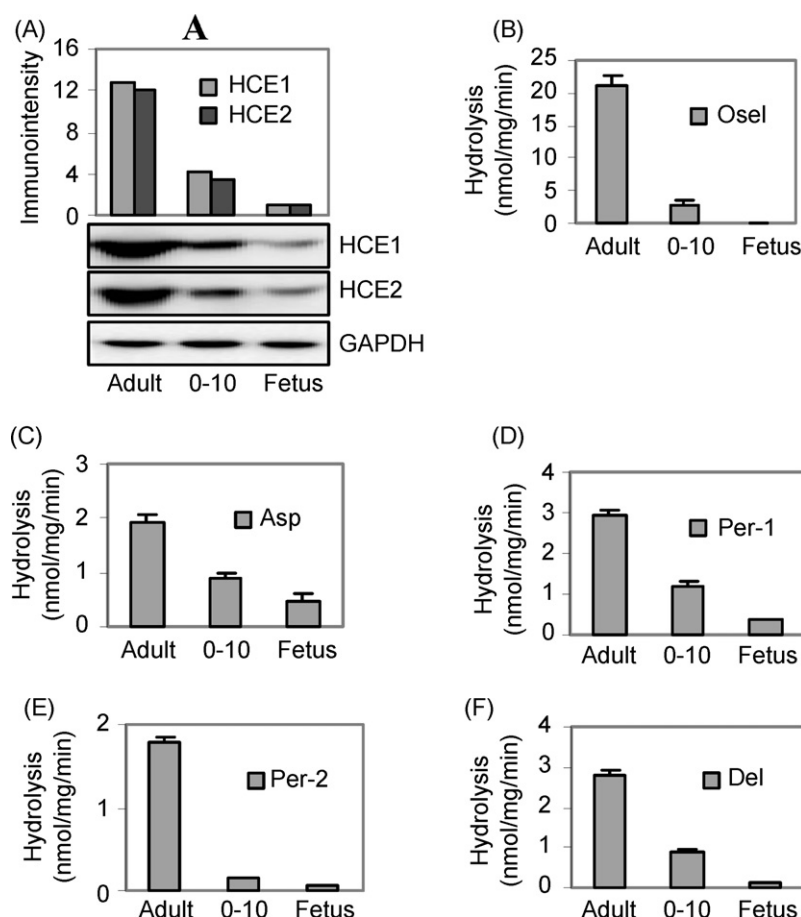 (A) A
Immunointensity
16
12
8
4
0
HCE1
HCE2
HCE1
HCE2
GAPDH
Adult 0-10 Fetus
(B)
Hydrolysis
(nmol/mg/min)
25
20
15
10
5
0
Osel
Adult 0-10 Fetus
(C)
Hydrolysis
(nmol/mg/min)
3
2
1
0
Asp
Adult 0-10 Fetus
(D)
Hydrolysis
(nmol/mg/min)
4
3
2
1
0
Per-1
Adult 0-10 Fetus
(E)
Hydrolysis
(nmol/mg/min)
2
1
0
Per-2
Adult 0-10 Fetus
(F)
Hydrolysis
(nmol/mg/min)
4
3
2
1
0
Del
Adult 0-10 Fetus